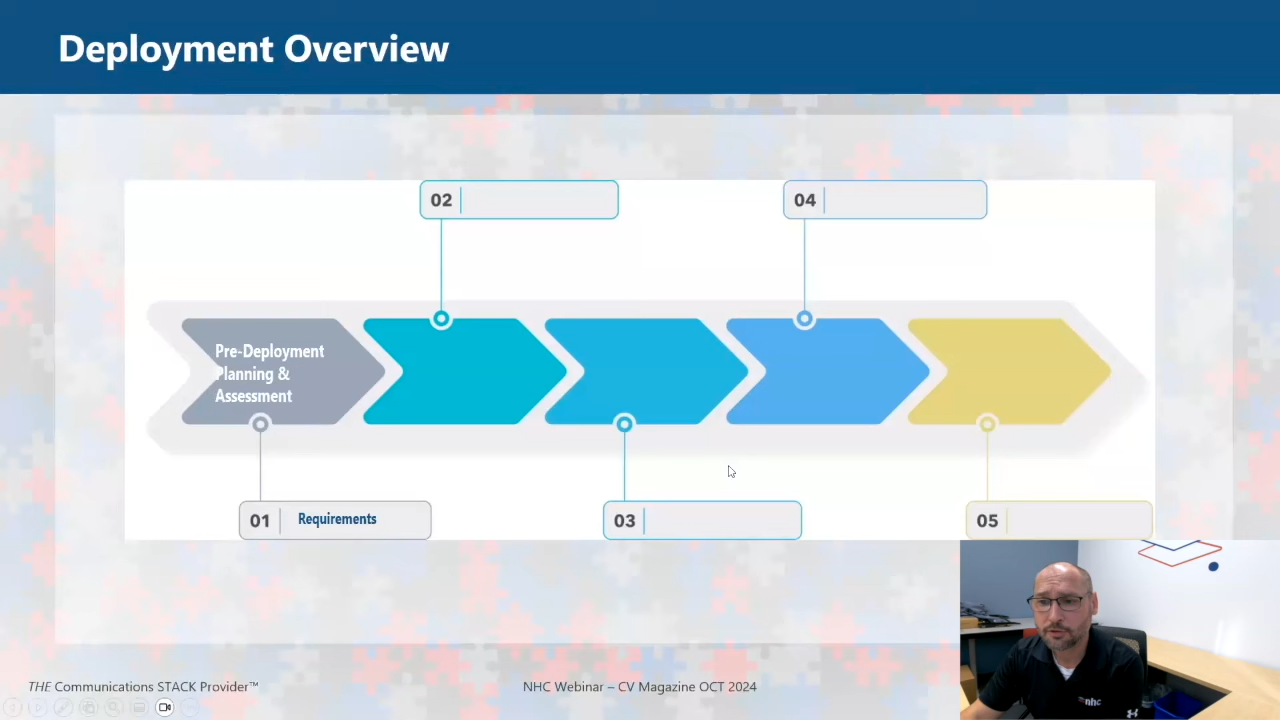 Deployment Overview
02
04
Pre-Deployment
Planning &
Assessment
01
Requirements
03
05
nhc
THE Communications STACK Provider™
NHC Webinar – CV Magazine OCT 2024